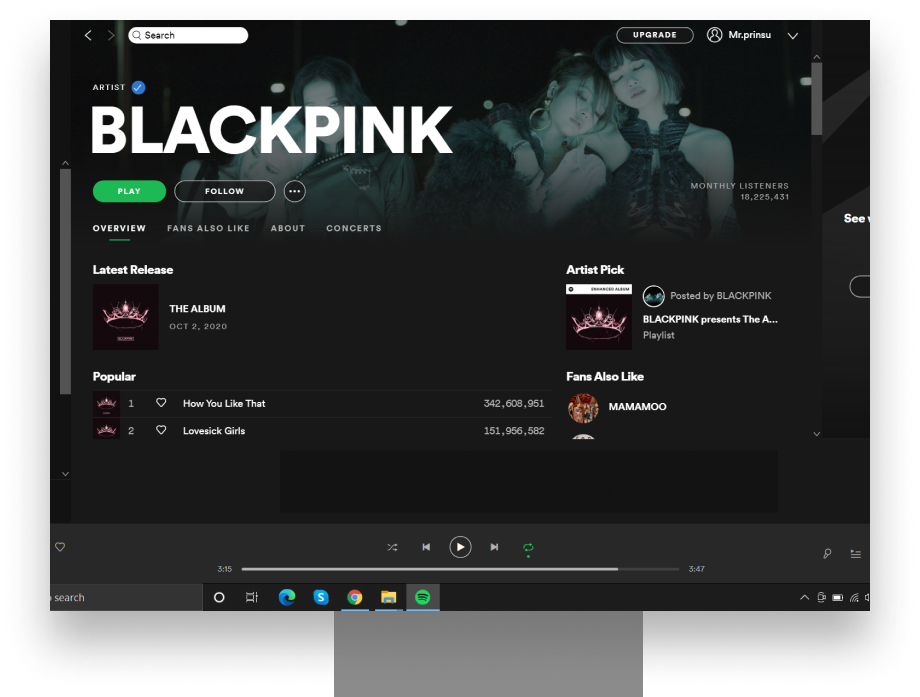 Search
UPGRADE
Mr.prinsu
ARTIST
BLACKPINK
PLAY
FOLLOW
MONTHLY LISTENERS
18,225,431
OVERVIEW
FANS ALSO LIKE
ABOUT
CONCERTS
See
Latest Release
THE ALBUM
OCT 2, 2020
Artist Pick
ENHANCED ALBUM
Posted by BLACKPINK
BLACKPINK presents The A...
Playlist
Popular
1
How You Like That
342,608,951
2
Lovesick Girls
151,956,582
Fans Also Like
MAMAMOO
3:15
3:47
search